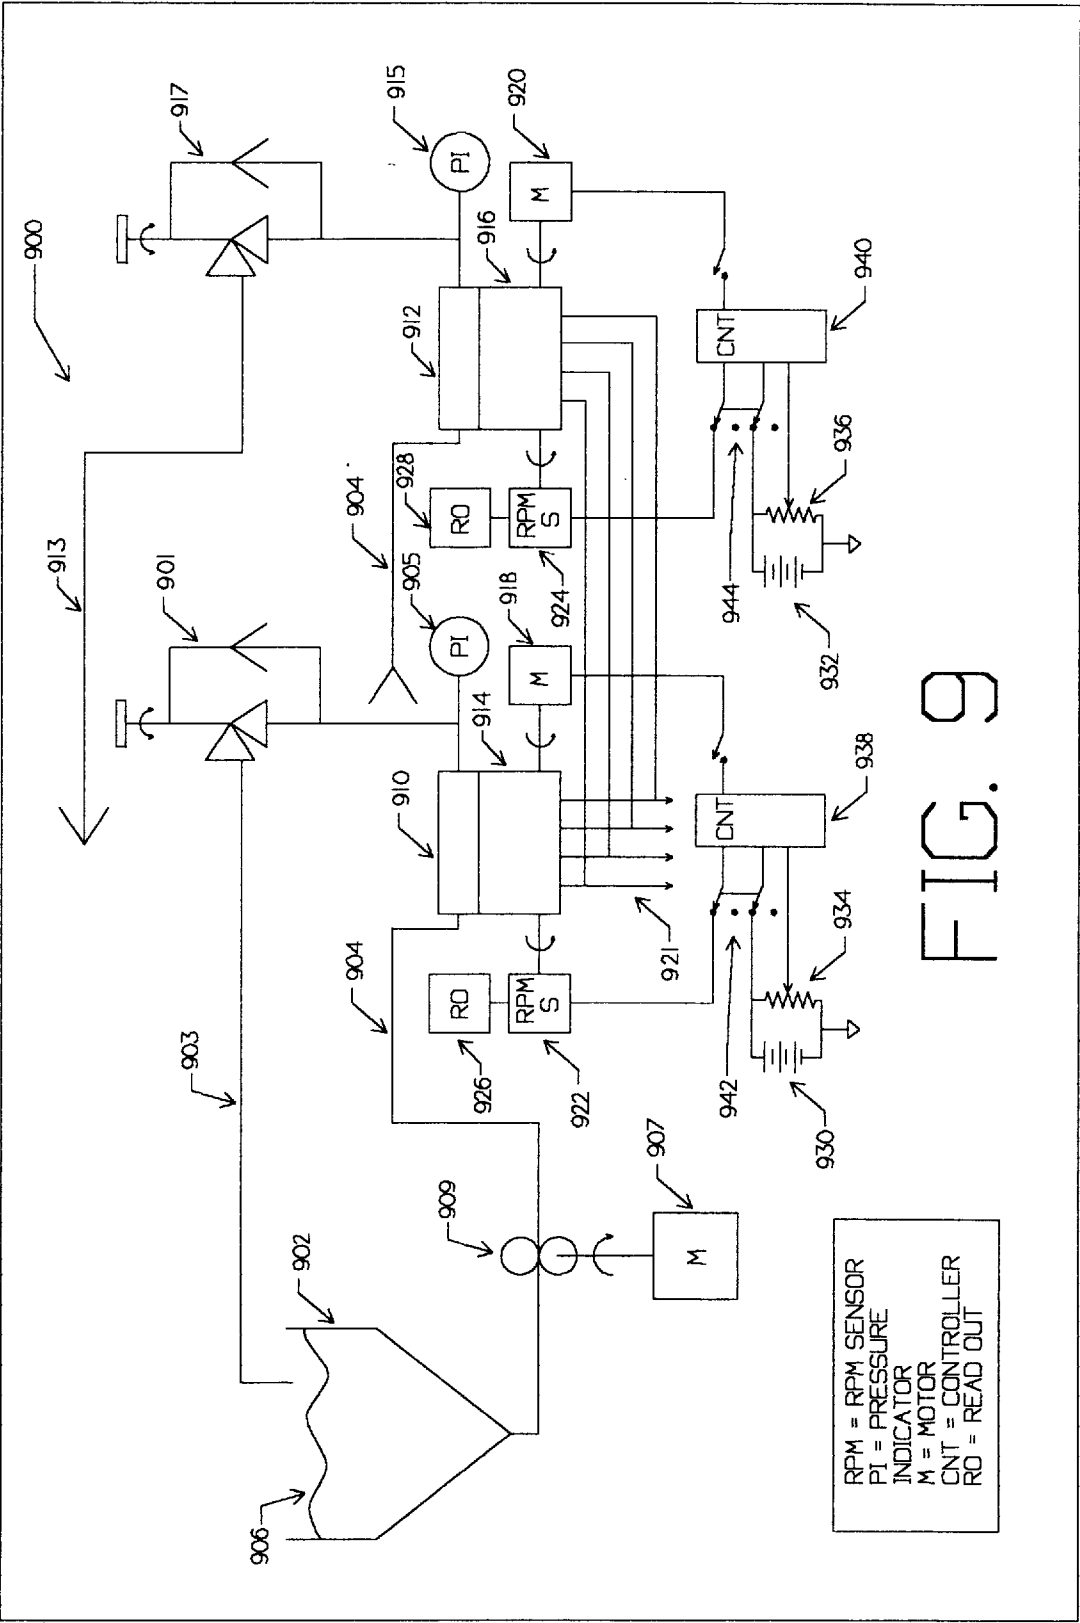 900
917
915
913
901
920
916
912
940
904
928
905
936
903
918
924
944
932
914
910
938
904
921
934
926
922
942
930
902
909
907
906
PI
M
CNT
RO
RPM
S
PI
M
CNT
RO
RPM
S
M
RPM = RPM SENSOR
PI = PRESSURE
INDICATOR
M = MOTOR
CNT = CONTROLLER
RO = READ OUT
FIG. 9